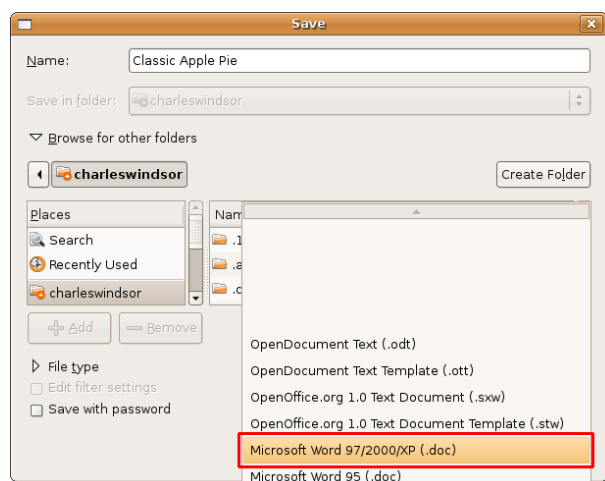 Save
Name: Classic Apple Pie
Save in folder: charleswindsor
Browse for other folders
charleswindsor
Create Folder
Places
Search
Recently Used
charleswindsor
Nam
.1
.a
.c
Add
Remove
File type
Edit filter settings
Save with password
OpenDocument Text (.odt)
OpenDocument Text Template (.ott)
OpenOffice.org 1.0 Text Document (.sxw)
OpenOffice.org 1.0 Text Document Template (.stw)
Microsoft Word 97/2000/XP (.doc)
Microsoft Word 95 (.doc)